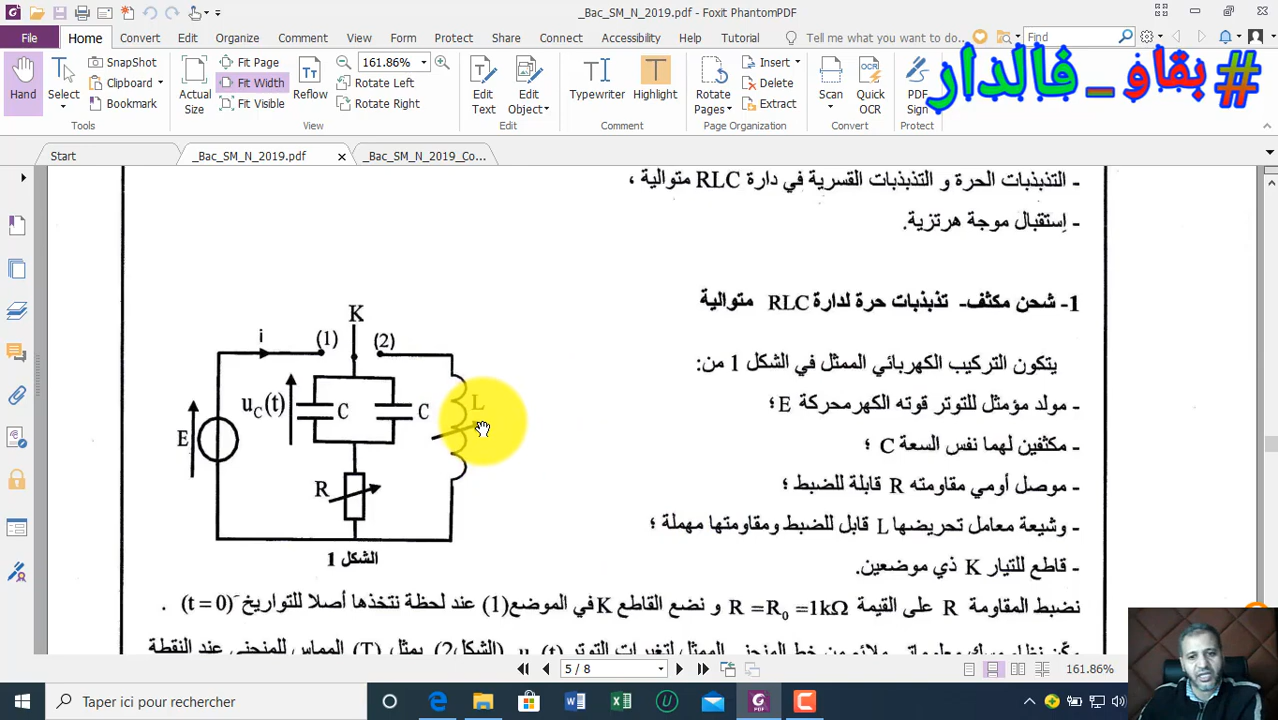 _Bac_SM_N_2019.pdf - Foxit PhantomPDF
File
Home
Convert
Edit
Organize
Comment
View
Form
Protect
Share
Connect
Accessibility
Help
Tutorial
Tell me what you want to do...
Find
Hand
Select
SnapShot
Clipboard
Bookmark
Actual Size
Fit Page
Fit Width
Fit Visible
Rotate Left
Rotate Right
Edit Text
Edit Object
Typewriter
Highlight
Rotate Pages
Insert
Delete
Extract
Scan
Quick OCR
PDF Sign
Tools
View
Edit
Comment
Page Organization
Convert
Protect
161.86%
#بقاو_فالدار
Start
_Bac_SM_N_2019.pdf
_Bac_SM_N_2019_Co...
- التذبذبات الحرة و التذبذبات القسرية في دارة RLC متوالية ،
- إستقبال موجة هرتزية.
1- شحن مكثف- تذبذبات حرة لدارة RLC متوالية
يتكون التركيب الكهربائي الممثل في الشكل 1 من:
- مولد مؤمثل للتوتر قوته الكهرمحركة E ؛
- مكثفين لهما نفس السعة C ؛
- موصل أومي مقاومته R قابلة للضبط ؛
- وشيعة معامل تحريضها L قابل للضبط ومقاومتها مهملة ؛
- قاطع للتيار K ذي موضعين.
K
i
(1)
(2)
u_C(t)
C
C
L
E
R
الشكل 1
نضبط المقاومة R على القيمة R = R₀ = 1kΩ و نضع القاطع K في الموضع (1) عند لحظة نتخذها أصلا للتواريخ (t = 0) .
5 / 8
161.86%
Taper ici pour rechercher